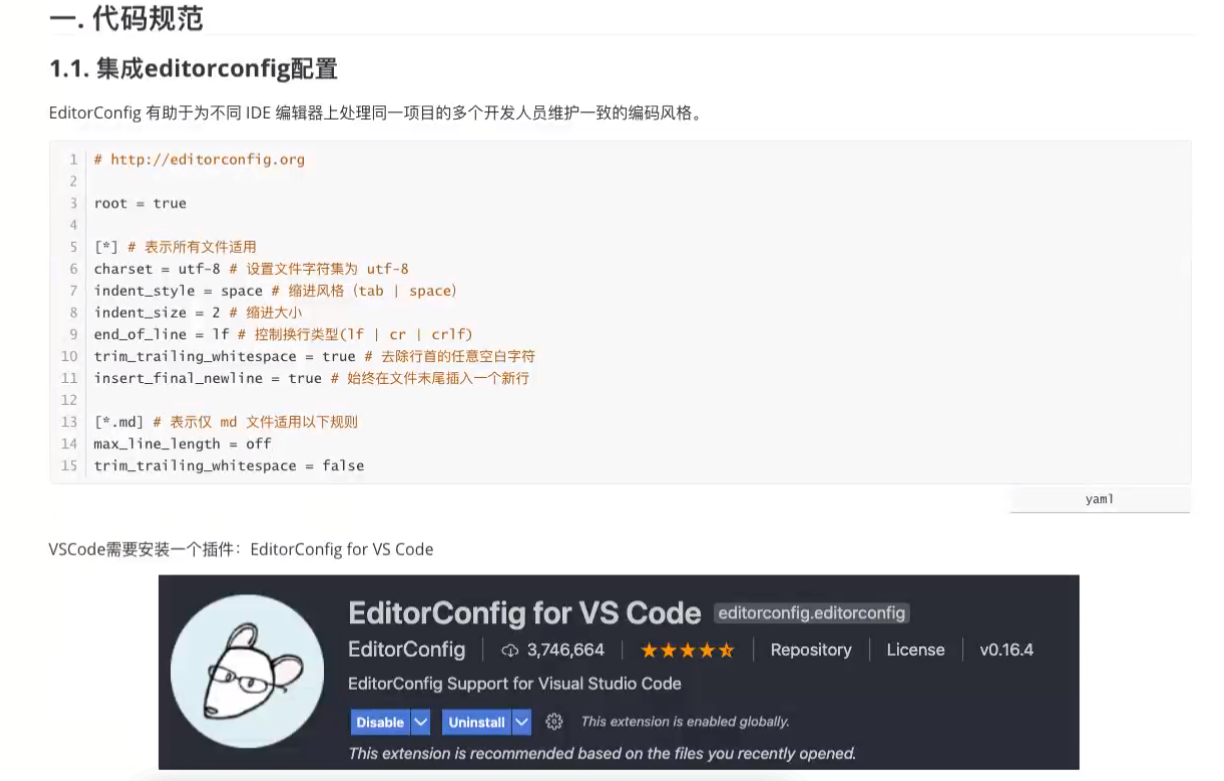 一. 代码规范
1.1. 集成editorconfig配置
EditorConfig 有助于为不同 IDE 编辑器上处理同一项目的多个开发人员维护一致的编码风格。
1 # http://editorconfig.org
2
3 root = true
4
5 [*] # 表示所有文件适用
6 charset = utf-8 # 设置文件字符集为 utf-8
7 indent_style = space # 缩进风格（tab | space）
8 indent_size = 2 # 缩进大小
9 end_of_line = lf # 控制换行类型(lf | cr | crlf)
10 trim_trailing_whitespace = true # 去除行首的任意空白字符
11 insert_final_newline = true # 始终在文件末尾插入一个新行
12
13 [*.md] # 表示仅 md 文件适用以下规则
14 max_line_length = off
15 trim_trailing_whitespace = false
yaml
VSCode需要安装一个插件：EditorConfig for VS Code
EditorConfig for VS Code editorconfig.editorconfig
EditorConfig 3,746,664 Repository License v0.16.4
EditorConfig Support for Visual Studio Code
Disable Uninstall This extension is enabled globally.
This extension is recommended based on the files you recently opened.